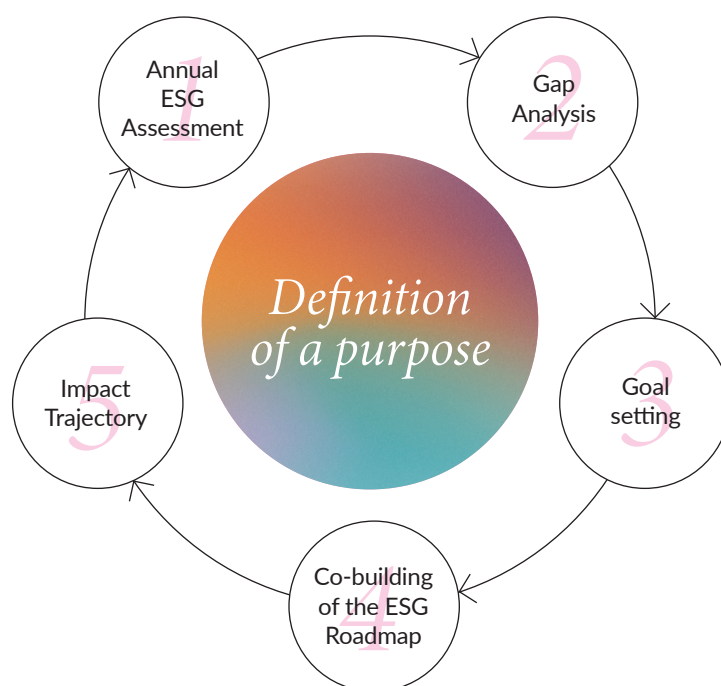 1
Annual
ESG
Assessment
2
Gap
Analysis
3
Goal
setting
4
Co-building
of the ESG
Roadmap
5
Impact
Trajectory
Definition
of a purpose